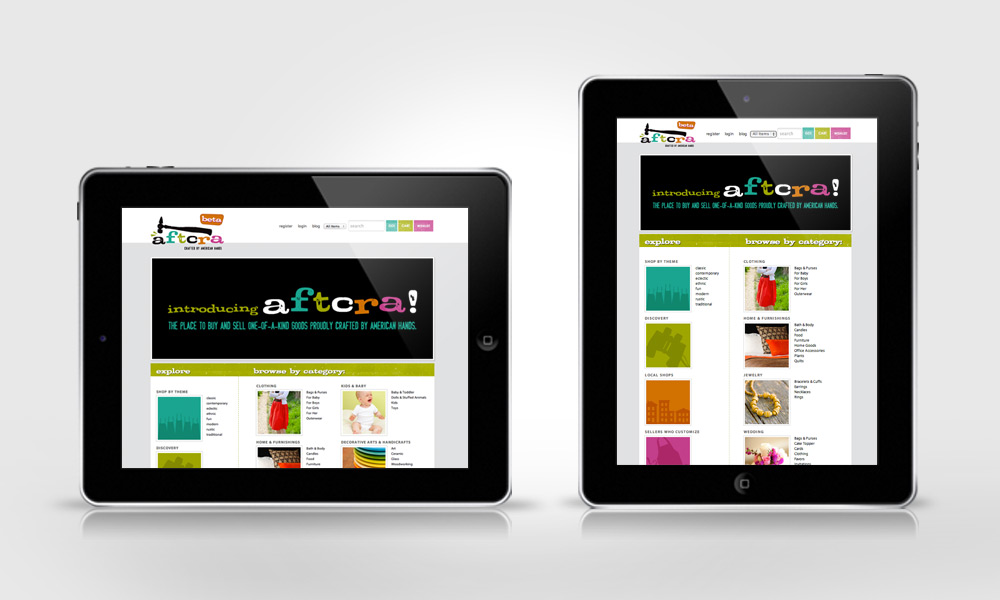 beta
aftcra
CRAFTED BY AMERICAN HANDS
register login blog All Items search
introducing aftcra!
THE PLACE TO BUY AND SELL ONE-OF-A-KIND GOODS PROUDLY CRAFTED BY AMERICAN HANDS.
explore browse by category:
SHOP BY THEME
classic
contemporary
eclectic
ethnic
fun
modern
rustic
traditional
DISCOVERY
CLOTHING
Bags & Purses
For Baby
For Boys
For Girls
For Her
Outerwear
KIDS & BABY
Baby & Toddler
Dolls & Stuffed Animals
Kids
Toys
HOME & FURNISHINGS
Bath & Body
Candles
Food
Furniture
DECORATIVE ARTS & HANDICRAFTS
Art
Ceramic
Glass
Woodworking
beta
aftcra
CRAFTED BY AMERICAN HANDS
register login blog All Items search
introducing aftcra!
THE PLACE TO BUY AND SELL ONE-OF-A-KIND GOODS PROUDLY CRAFTED BY AMERICAN HANDS.
explore browse by category:
SHOP BY THEME
classic
contemporary
eclectic
ethnic
fun
modern
rustic
traditional
DISCOVERY
LOCAL SHOPS
SELLERS WHO CUSTOMIZE
CLOTHING
Bags & Purses
For Baby
For Boys
For Girls
For Her
Outerwear
HOME & FURNISHINGS
Bath & Body
Candles
Food
Furniture
Home Goods
Office Accessories
Plants
Quilts
JEWELRY
Bracelets & Cuffs
Earrings
Necklaces
Rings
WEDDING
Bags & Purses
Cake Topper
Cards
Clothing
Favors
Invitations